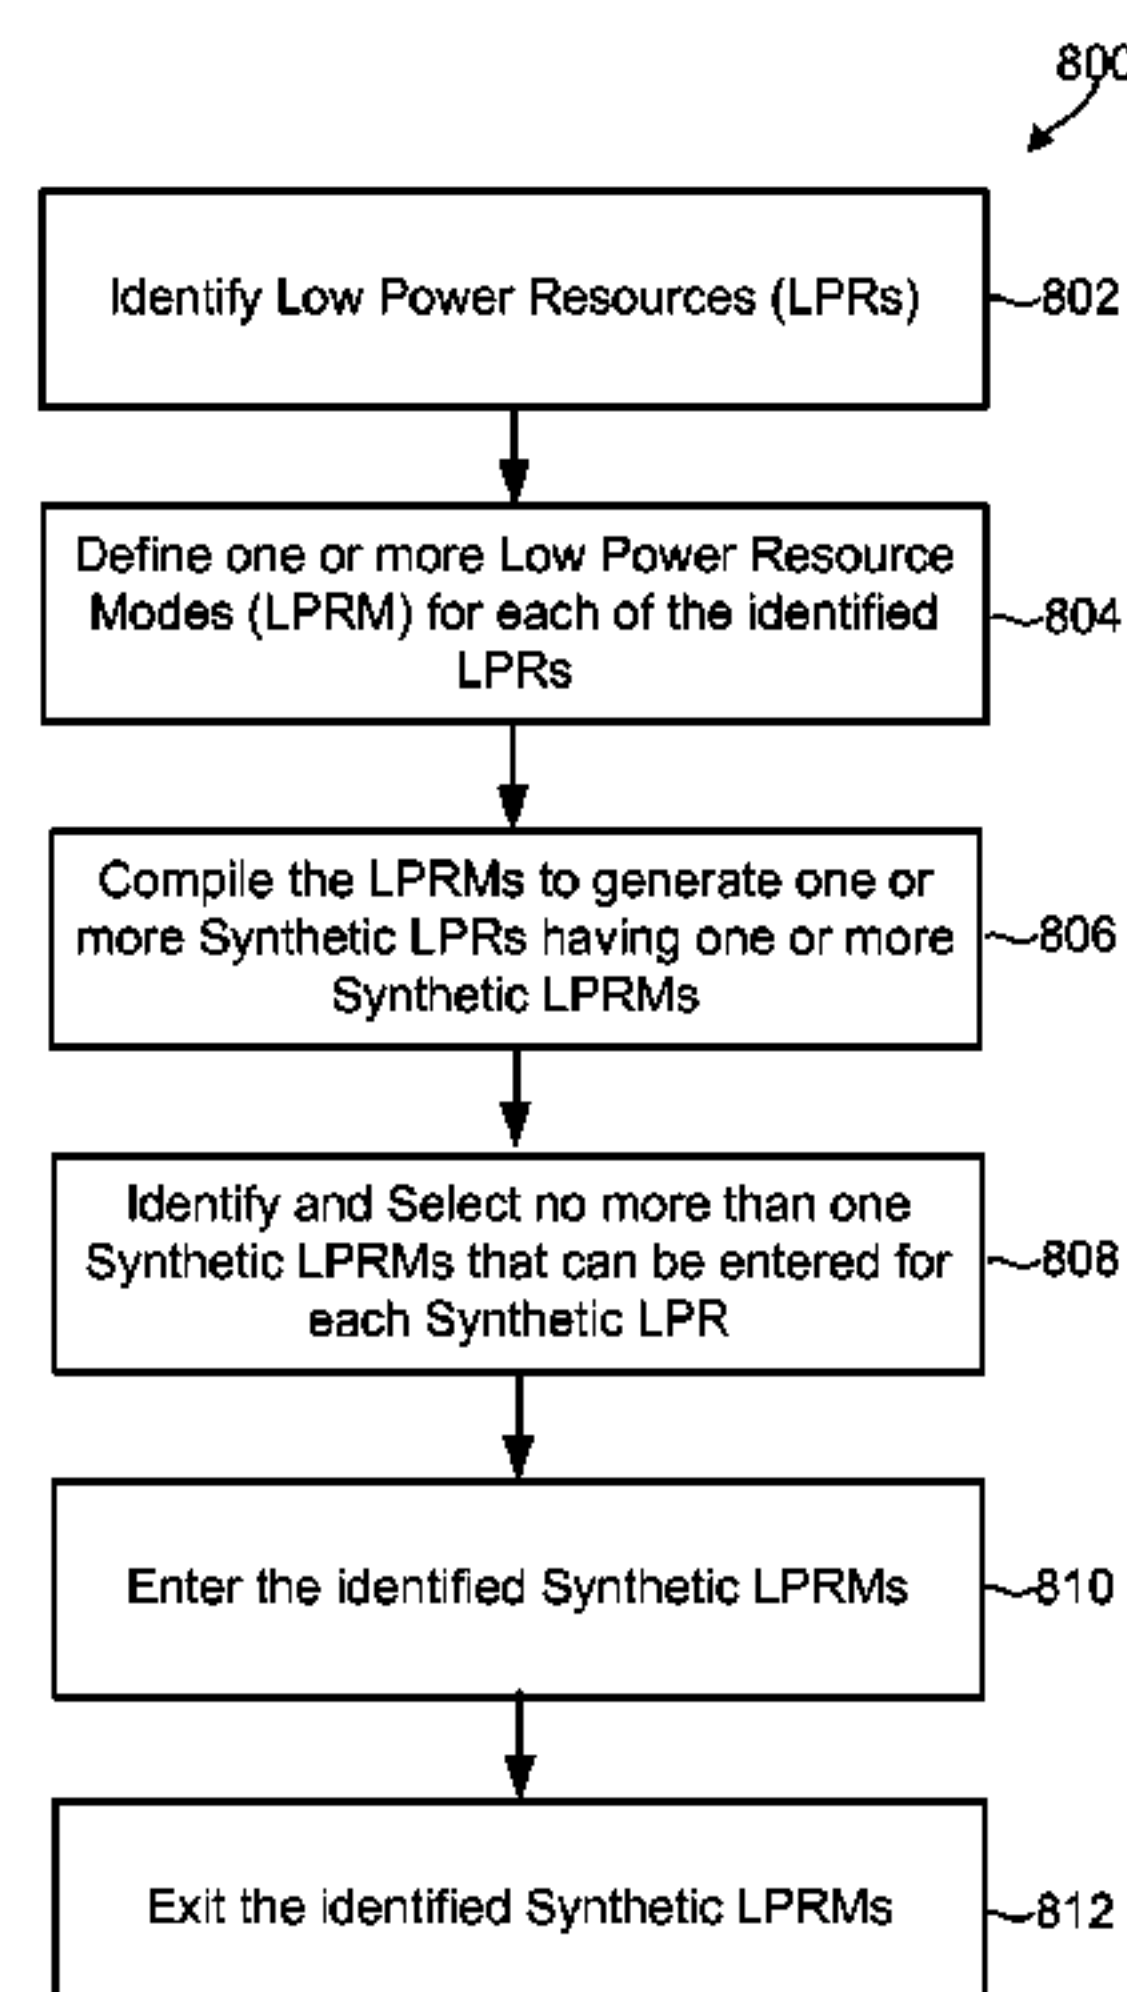 800
Identify Low Power Resources (LPRs)
802
Define one or more Low Power Resource
Modes (LPRM) for each of the identified
LPRs
804
Compile the LPRMs to generate one or
more Synthetic LPRs having one or more
Synthetic LPRMs
806
Identify and Select no more than one
Synthetic LPRMs that can be entered for
each Synthetic LPR
808
Enter the identified Synthetic LPRMs
810
Exit the identified Synthetic LPRMs
812